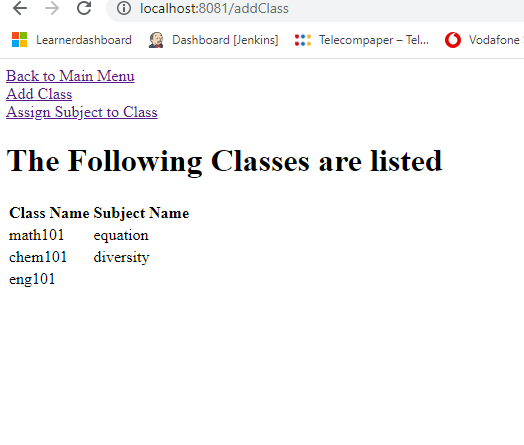 localhost:8081/addClass
Learnerdashboard Dashboard [Jenkins] Telecompaper – Tel... Vodafone
Back to Main Menu
Add Class
Assign Subject to Class
The Following Classes are listed
Class Name Subject Name
math101 equation
chem101 diversity
eng101